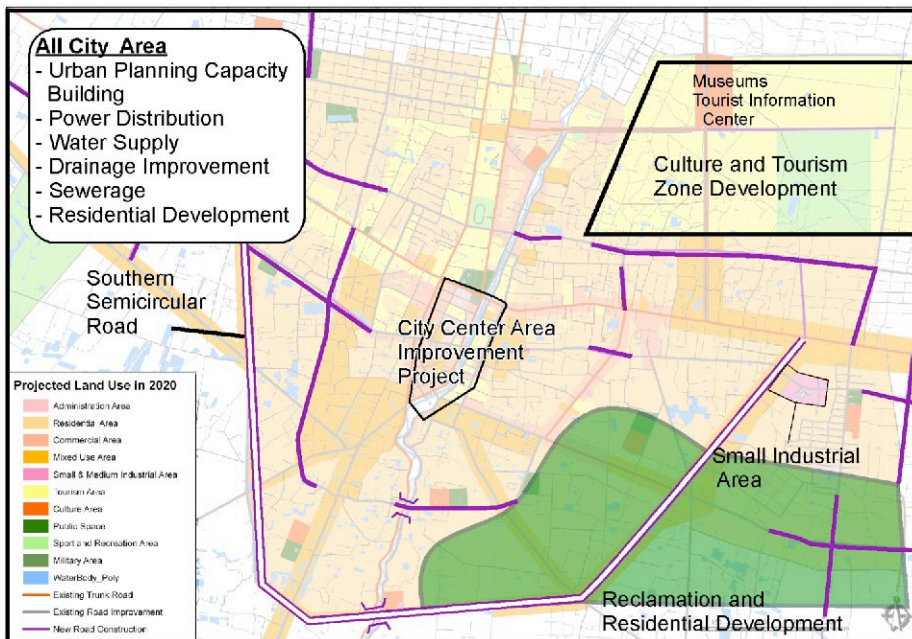 All City Area
- Urban Planning Capacity
Building
- Power Distribution
- Water Supply
- Drainage Improvement
- Sewerage
- Residential Development
Museums
Tourist Information
Center
Culture and Tourism
Zone Development
Southern
Semicircular
Road
City Center Area
Improvement
Project
Small Industrial
Area
Reclamation and
Residential Development
Projected Land Use in 2020
Administration Area
Residential Area
Commercial Area
Mixed Use Area
Small & Medium Industrial Area
Tourism Area
Culture Area
Public Space
Sport and Recreation Area
Military Area
WaterBody_Poly
Existing Trunk Road
Existing Road Improvement
New Road Construction